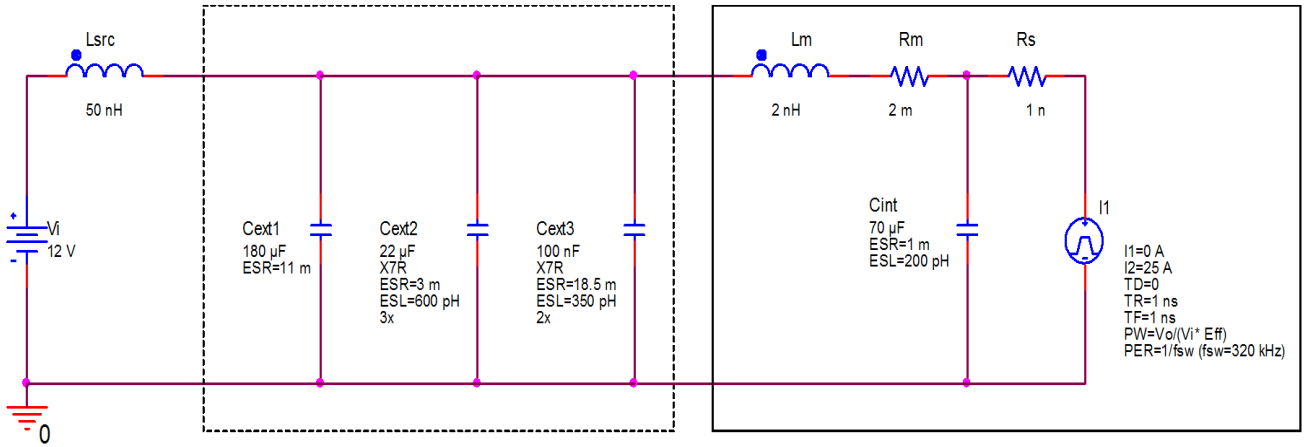 Lsrc
50 nH
Lm
2 nH
Rm
2 m
Rs
1 n
+
Vi
12 V
-
Cext1
180 µF
ESR=11 m
Cext2
22 µF
X7R
ESR=3 m
ESL=600 pH
3x
Cext3
100 nF
X7R
ESR=18.5 m
ESL=350 pH
2x
Cint
70 µF
ESR=1 m
ESL=200 pH
I1
+
-
I1=0 A
I2=25 A
TD=0
TR=1 ns
TF=1 ns
PW=Vo/(Vi* Eff)
PER=1/fsw (fsw=320 kHz)
0